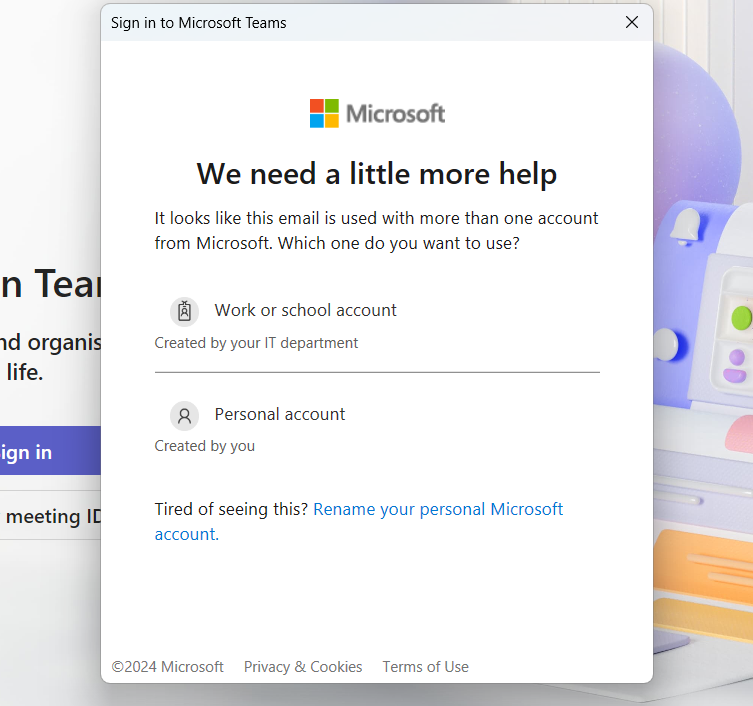 Sign in to Microsoft Teams
Microsoft
We need a little more help
It looks like this email is used with more than one account
from Microsoft. Which one do you want to use?
Work or school account
Created by your IT department
Personal account
Created by you
Tired of seeing this? Rename your personal Microsoft
account.
©2024 Microsoft Privacy & Cookies Terms of Use
n Tea
nd organis
life.
ign in
meeting ID